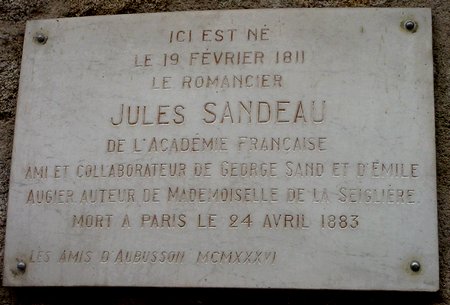 ICI EST NÉ
LE 19 FÉVRIER 1811
LE ROMANCIER
JULES SANDEAU
DE L'ACADÉMIE FRANÇAISE
AMI ET COLLABORATEUR DE GEORGE SAND ET D'ÉMILE
AUGIER AUTEUR DE MADEMOISELLE DE LA SEIGLIÈRE.
MORT A PARIS LE 24 AVRIL 1883
LES AMIS D'AUBUSSON MCMXXXVI